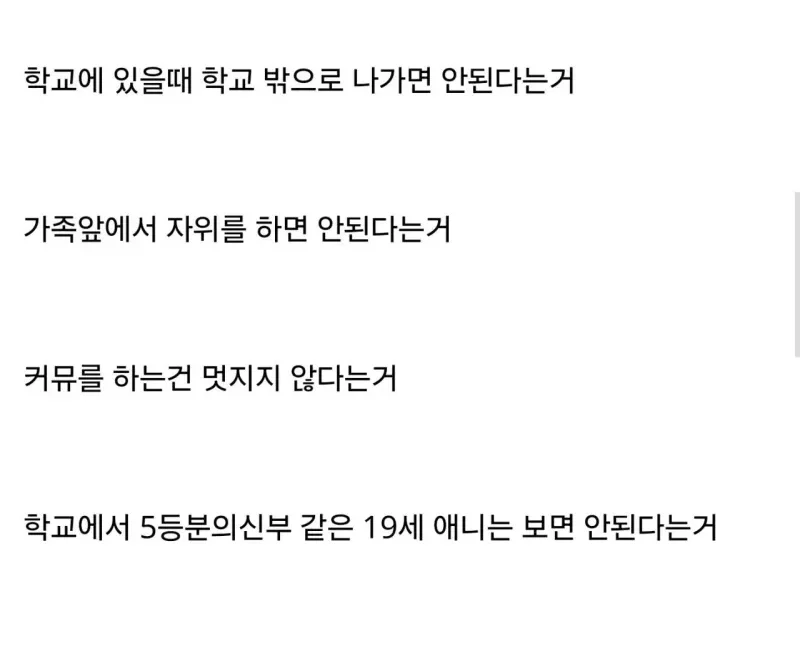 학교에 있을때 학교 밖으로 나가면 안된다는거
가족앞에서 자위를 하면 안된다는거
커뮤를 하는건 멋지지 않다는거
학교에서 5등분의신부 같은 19세 애니는 보면 안된다는거